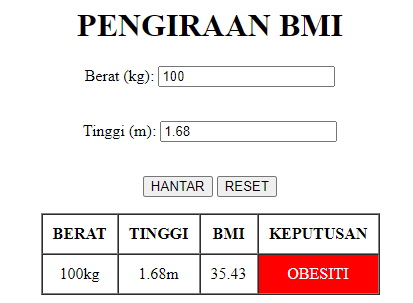 PENGIRAAN BMI
Berat (kg): 100
Tinggi (m): 1.68
HANTAR RESET
BERAT TINGGI BMI KEPUTUSAN
100kg 1.68m 35.43 OBESITI